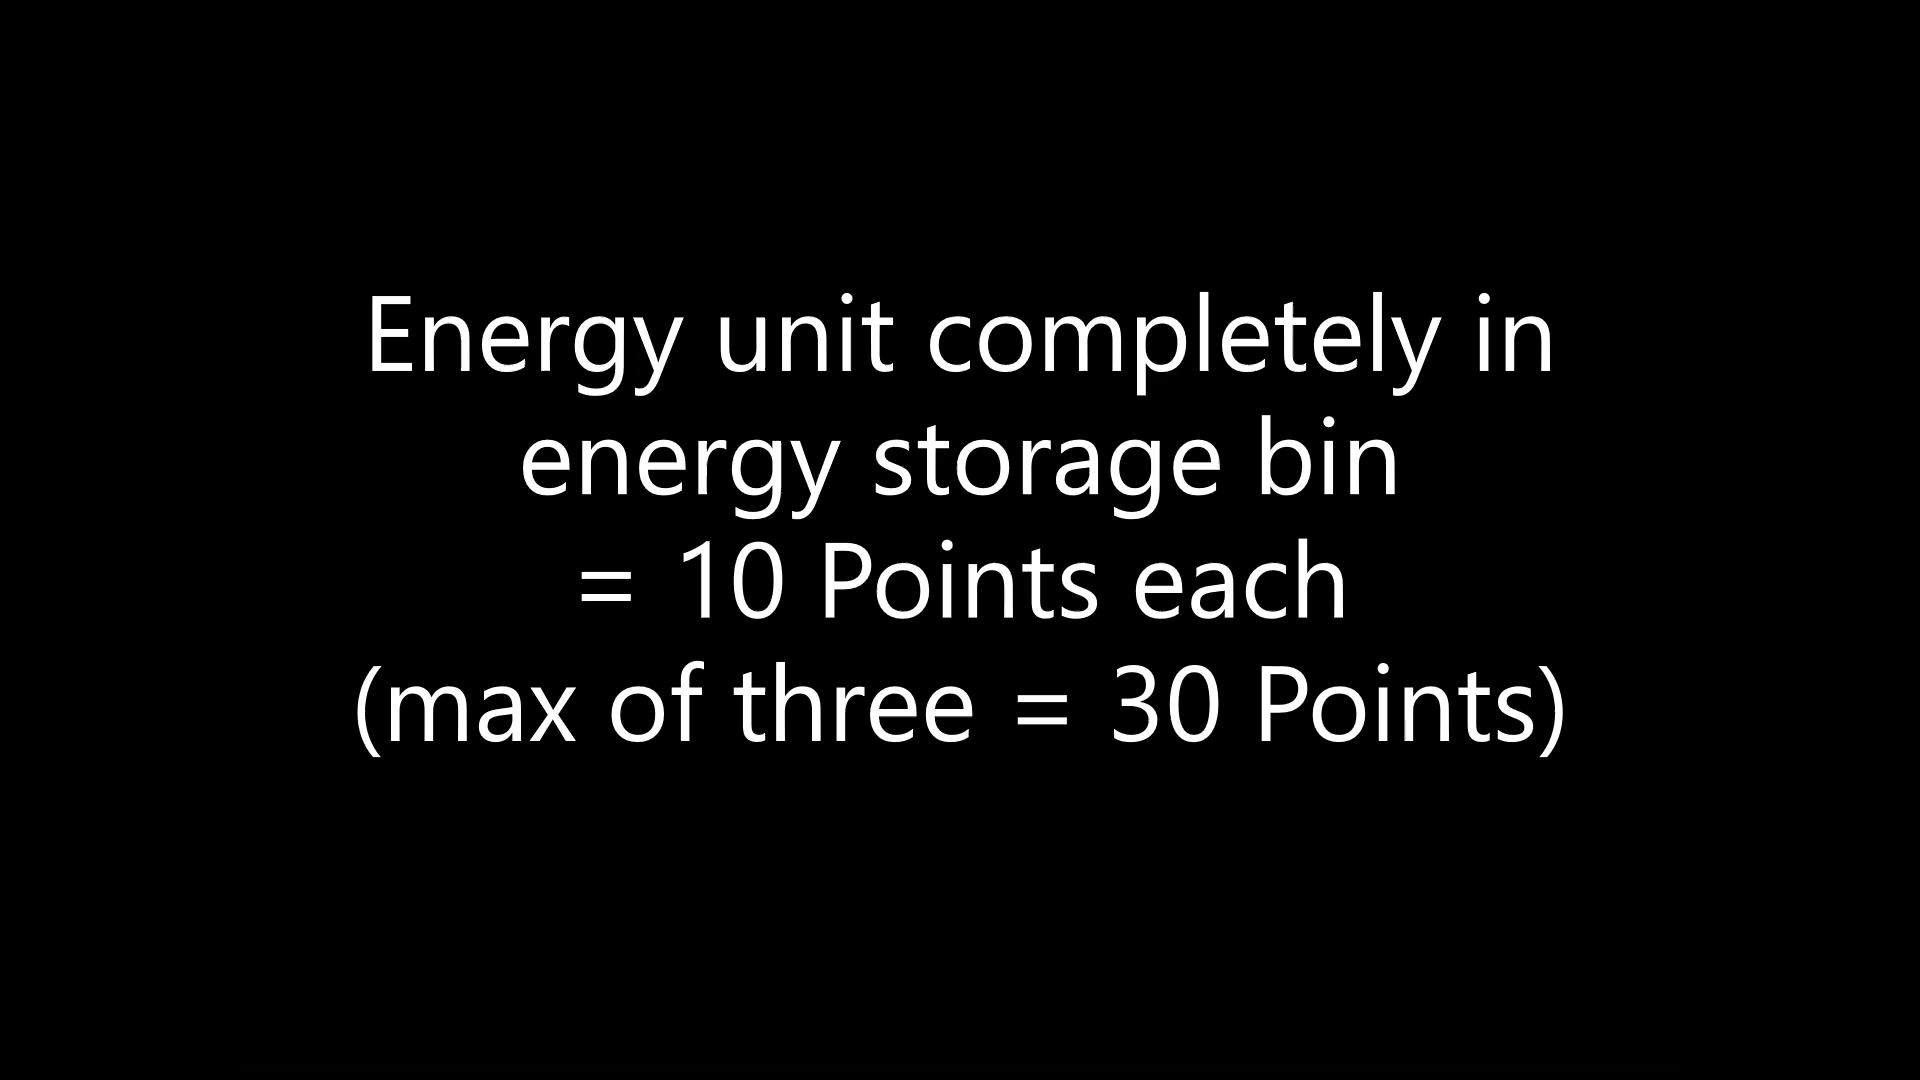 Energy unit completely in
energy storage bin
= 10 Points each
(max of three = 30 Points)